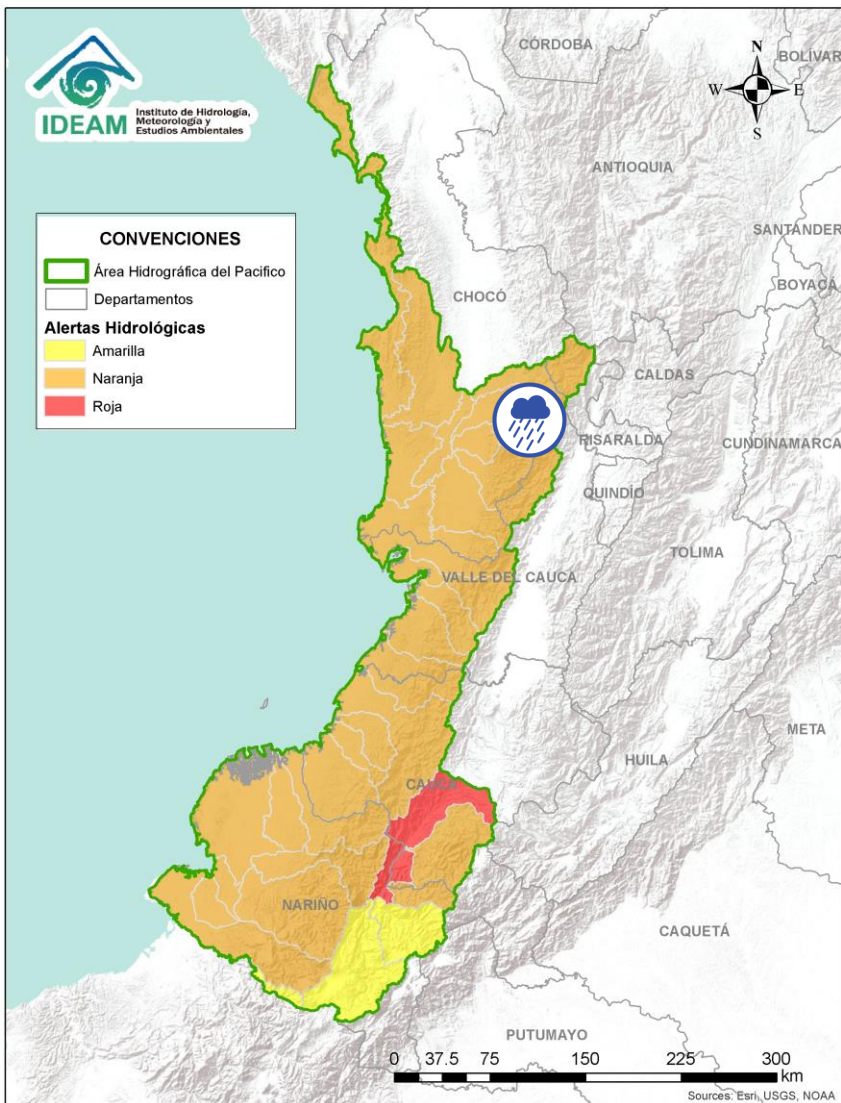 IDEAM
Instituto de Hidrología,
Meteorología y
Estudios Ambientales
CÓRDOBA
BOLÍVAR
N
W
E
S
ANTIOQUIA
SANTANDER
BOYACÁ
CONVENCIONES
Área Hidrográfica del Pacifico
Departamentos
Alertas Hidrológicas
Amarilla
Naranja
Roja
CHOCÓ
CALDAS
RISARALDA
CUNDINAMARCA
QUINDÍO
TOLIMA
VALLE DEL CAUCA
META
HUILA
CAUCA
NARIÑO
CAQUETÁ
PUTUMAYO
0 37.5 75 150 225 300
km
Sources: Esri, USGS, NOAA